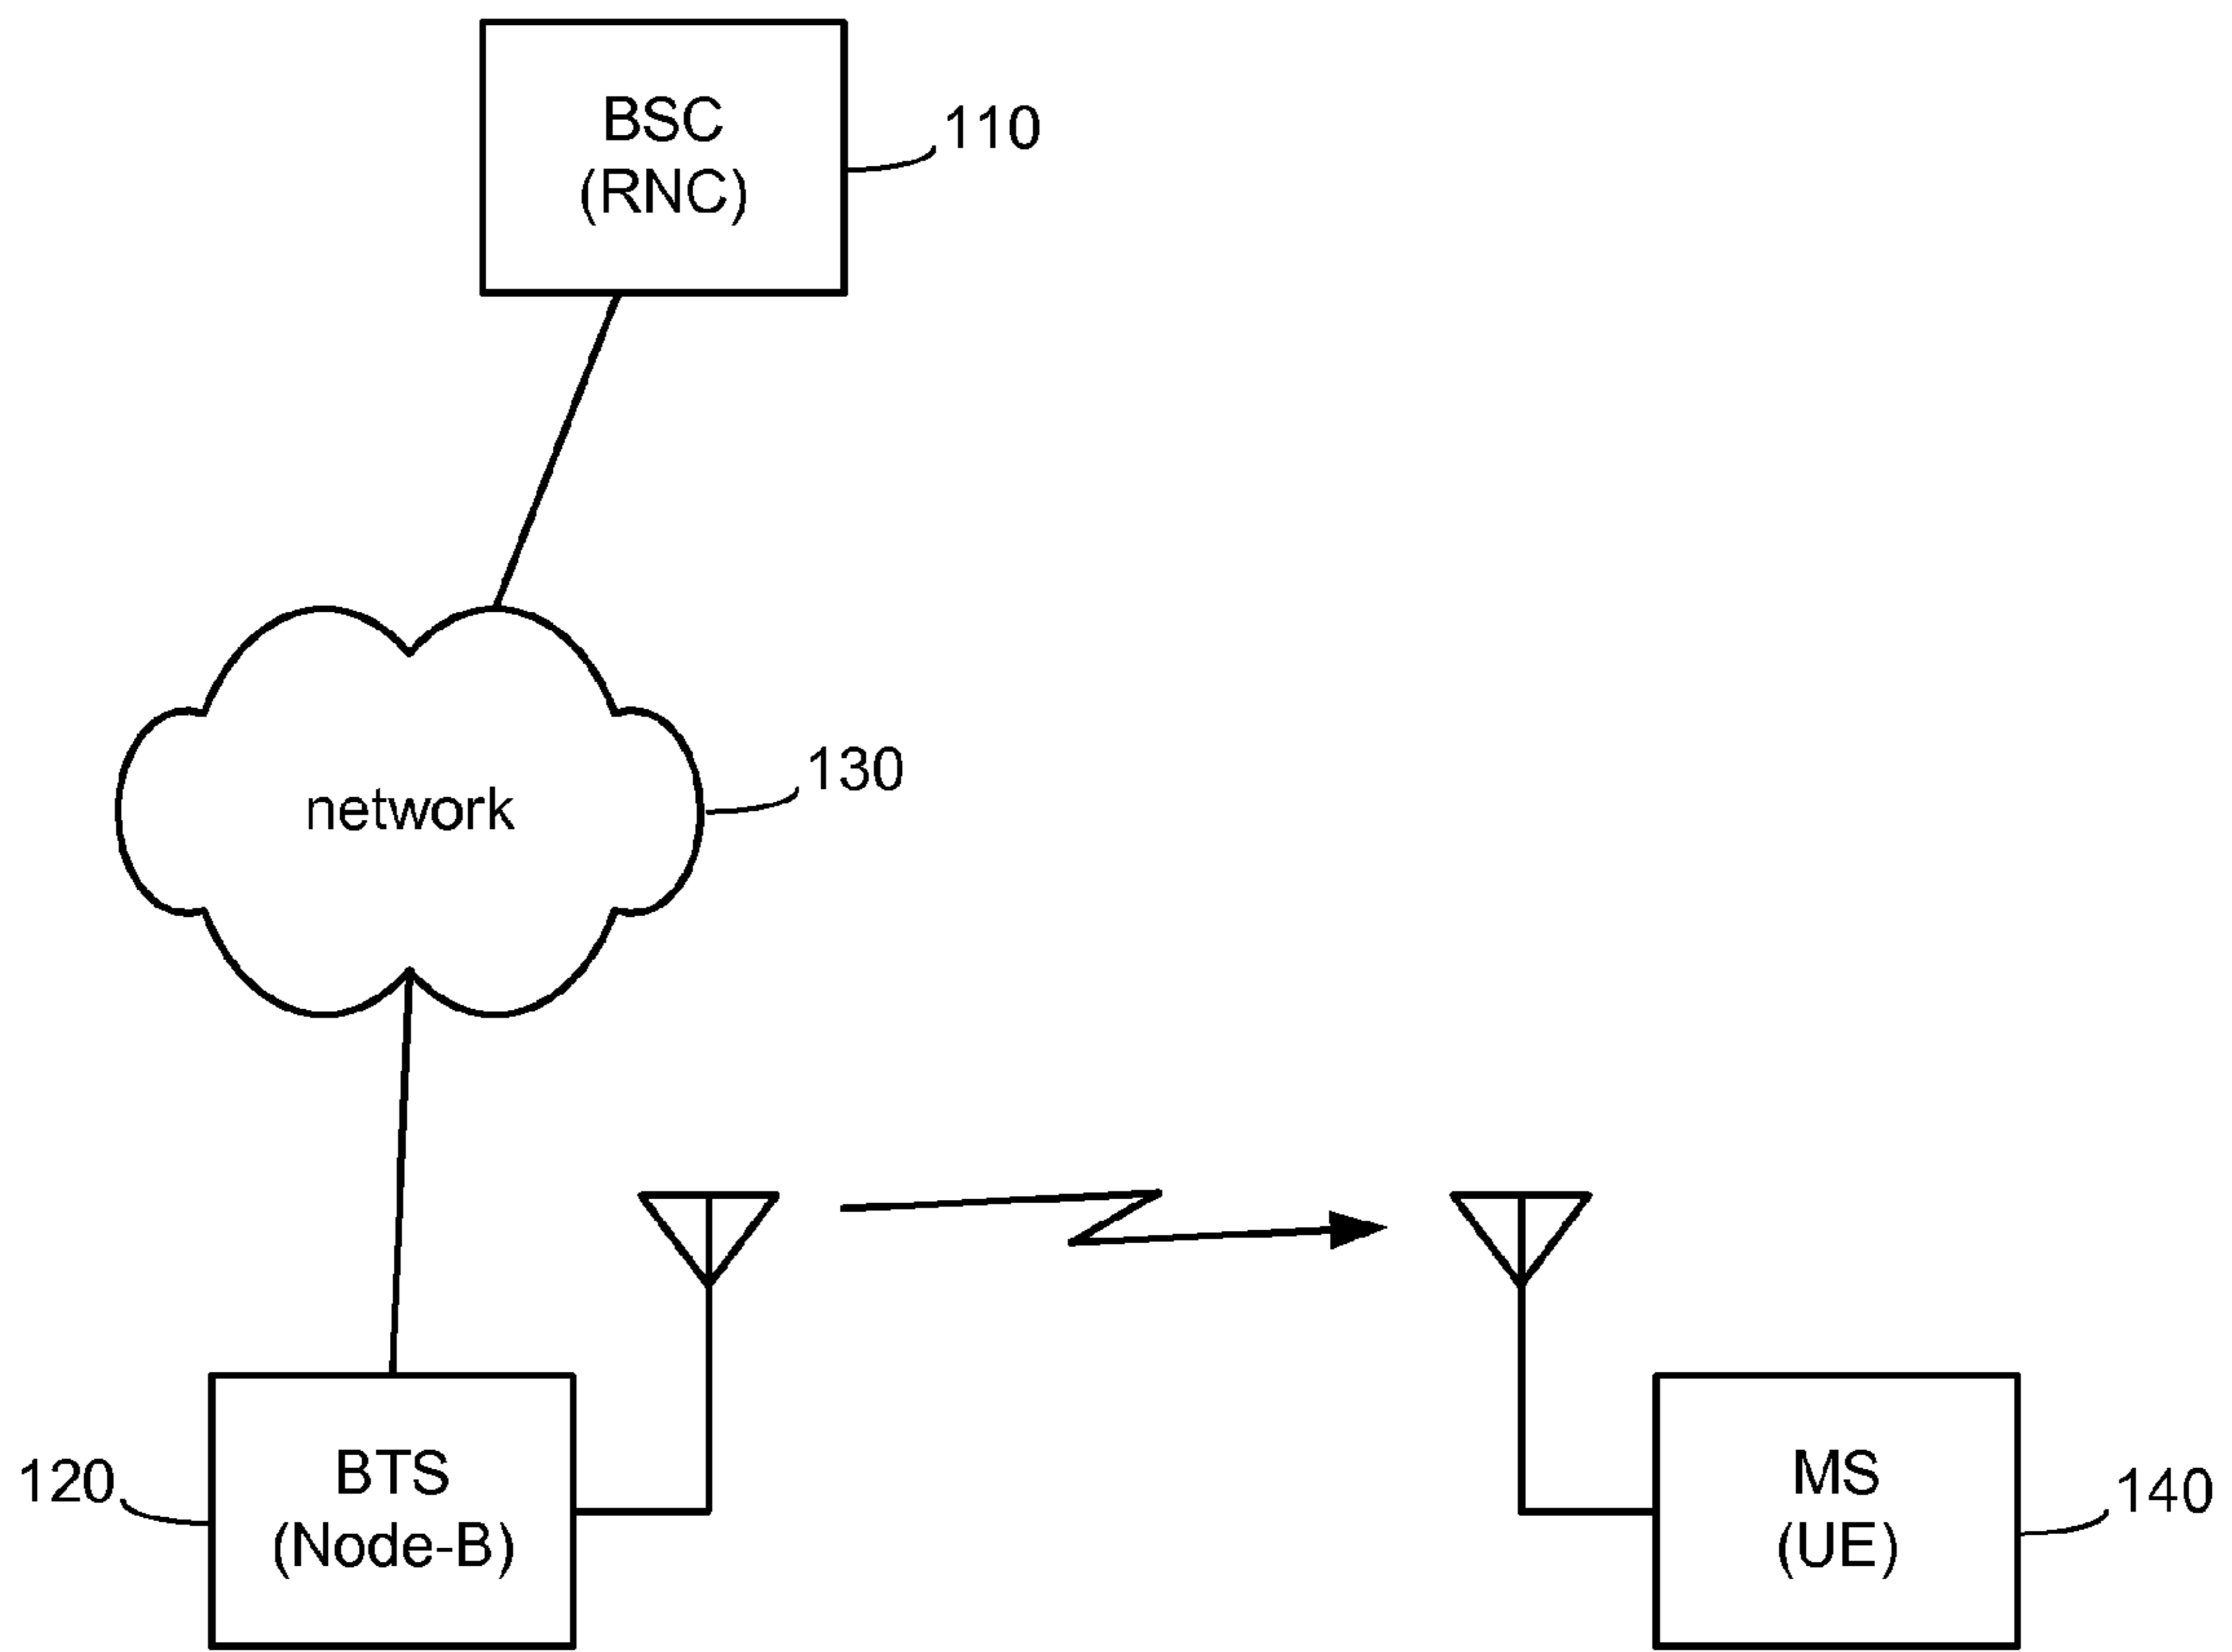 BSC
(RNC)
110
network
130
BTS
(Node-B)
120
MS
(UE)
140